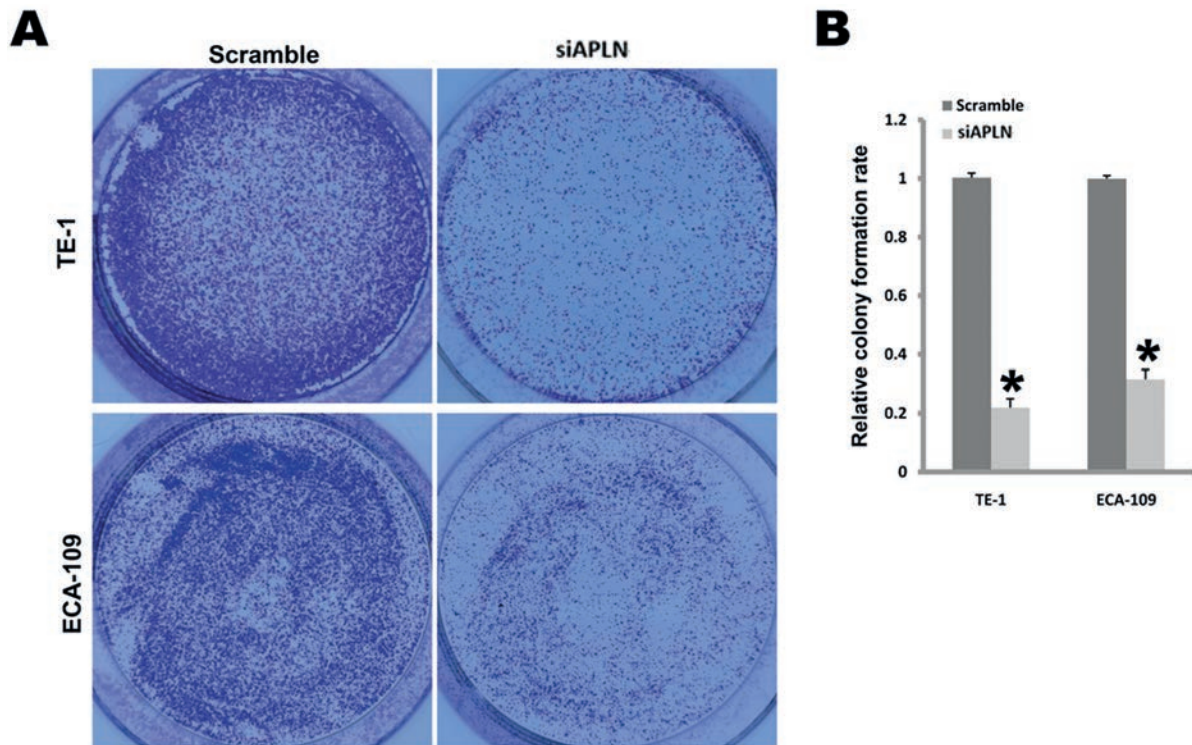 A
B
Scramble
siAPLN
TE-1
ECA-109
Scramble
siAPLN
Relative colony formation rate
1.2
1
0.8
0.6
0.4
0.2
0
*
*
TE-1
ECA-109